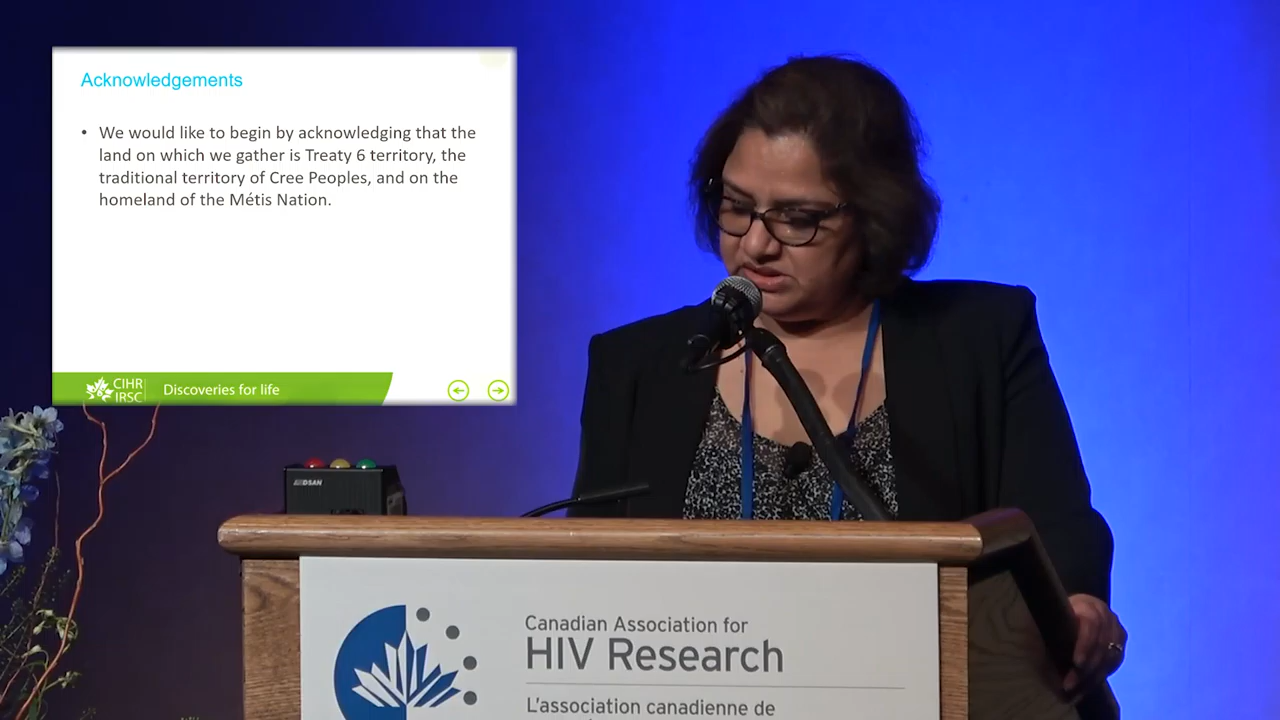 Acknowledgements
• We would like to begin by acknowledging that the
land on which we gather is Treaty 6 territory, the
traditional territory of Cree Peoples, and on the
homeland of the Métis Nation.
CIHR
IRSC
Discoveries for life
DSAN
Canadian Association for
HIV Research
L'association canadienne de